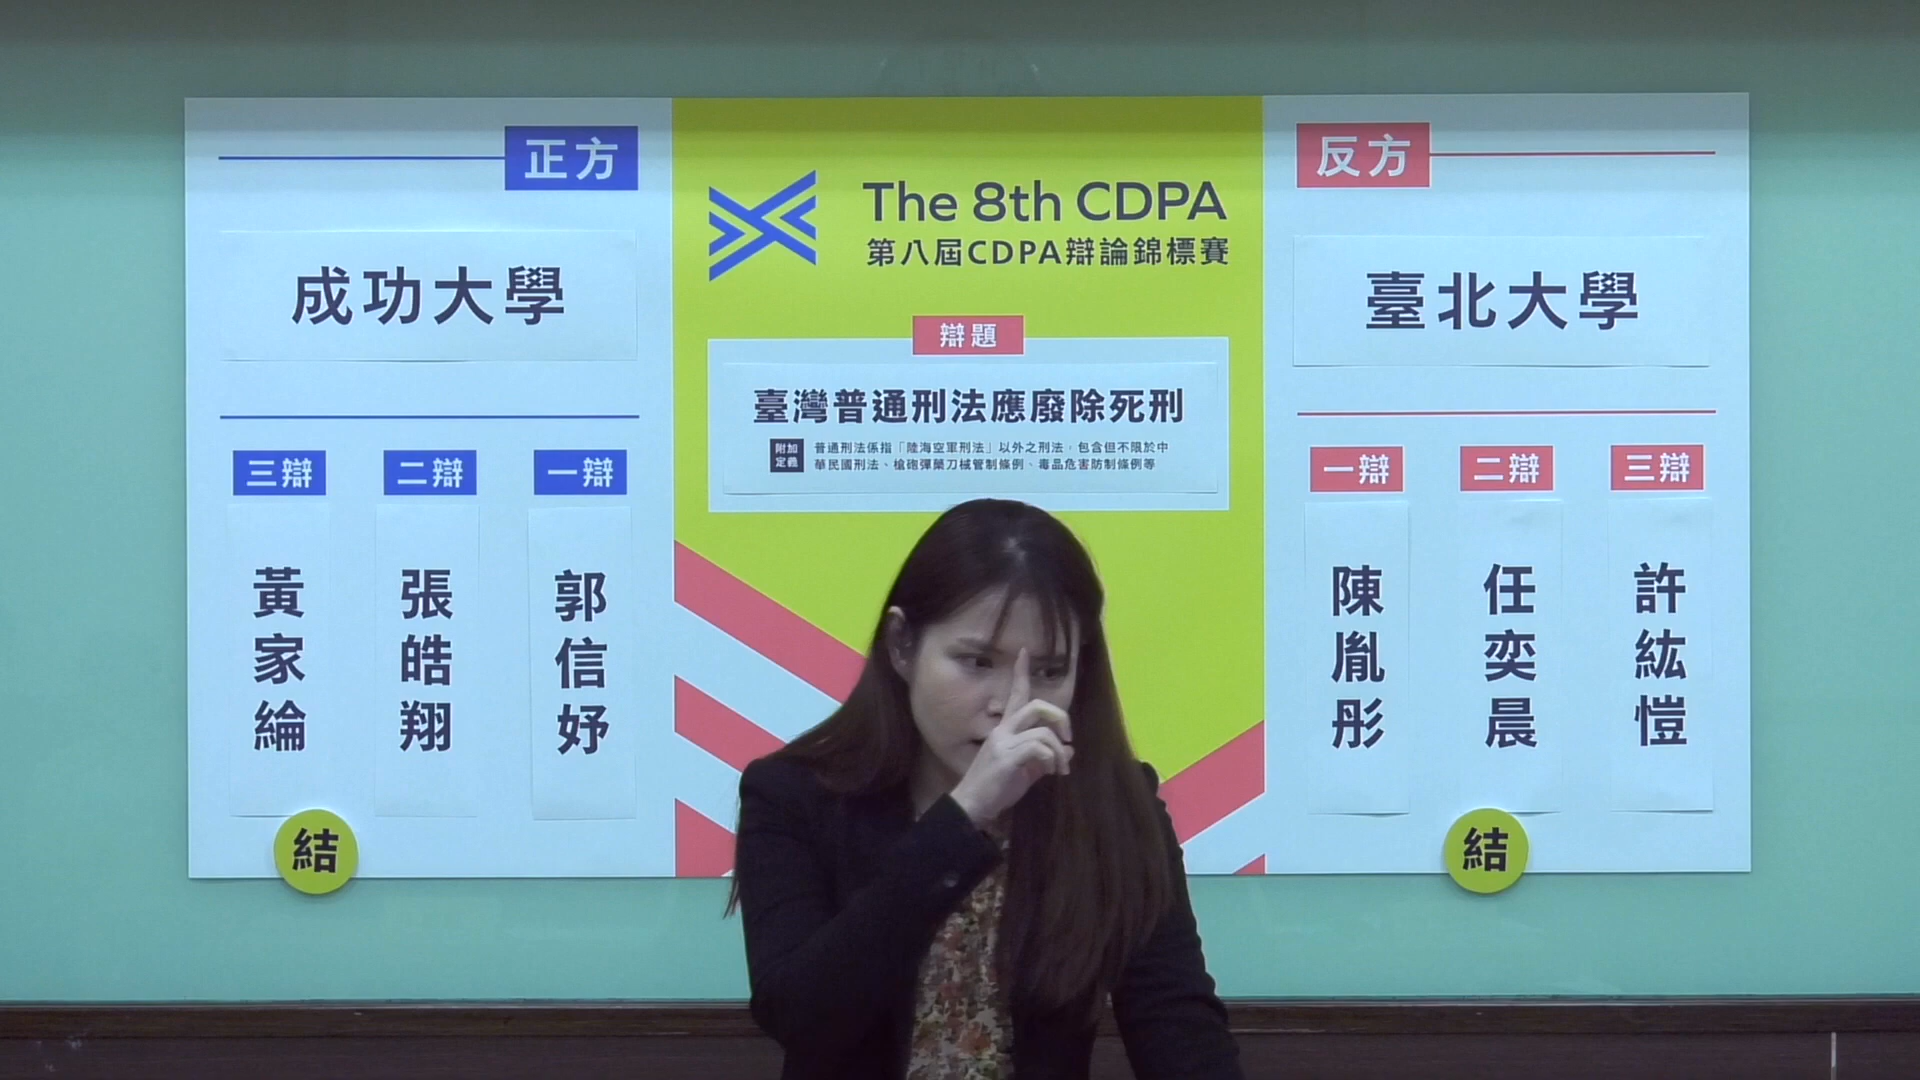 正方
成功大學
三辯
二辯
一辯
黃家綸
張皓翔
郭信妤
結
The 8th CDPA
第八屆CDPA辯論錦標賽
辯題
臺灣普通刑法應廢除死刑
附加
定義
普通刑法係指「陸海空軍刑法」以外之刑法，包含但不限於中
華民國刑法、槍砲彈藥刀械管制條例、毒品危害防制條例等
反方
臺北大學
一辯
二辯
三辯
陳胤彤
任奕晨
許紘愷
結